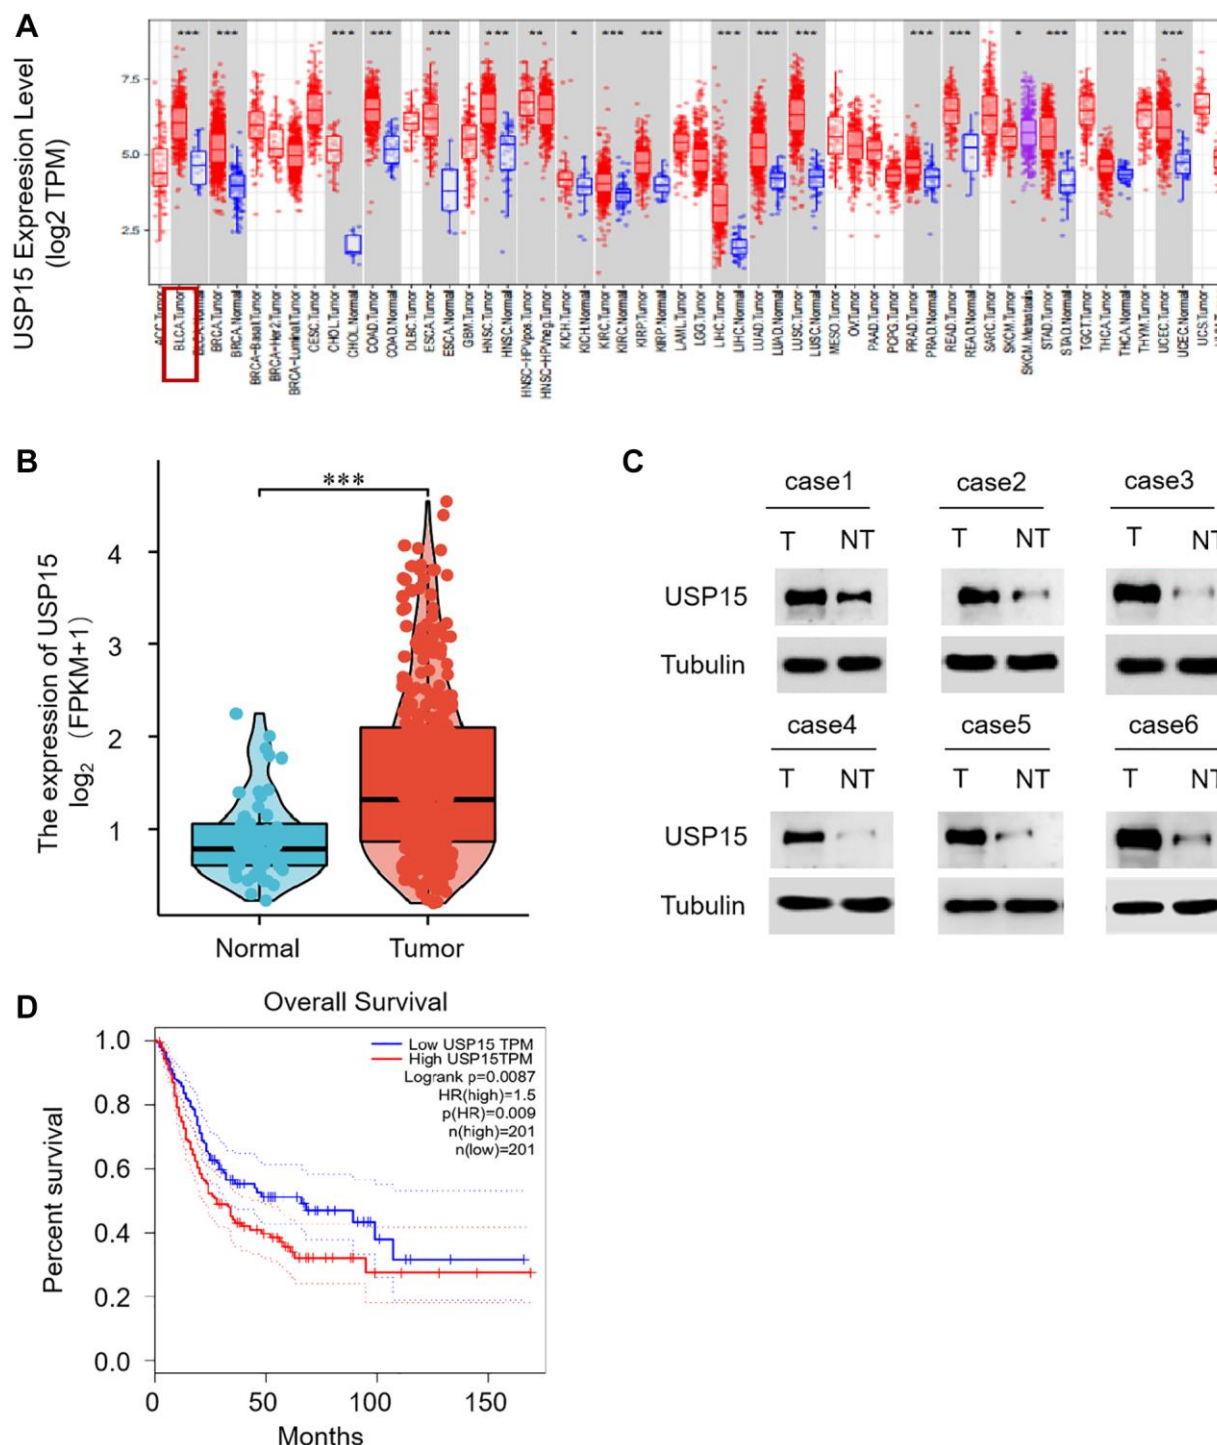 A
*** *** *** *** *** *** ** * *** *** *** *** *** *** *** * *** *** ***
USP15 Expression Level
(log2 TPM)
7.5
5.0
2.5
ACC.Tumor
BLCA.Tumor
BLCA.Normal
BRCA.Tumor
BRCA.Normal
BRCA-Basal.Tumor
BRCA-Her2.Tumor
BRCA-Luminal.Tumor
CESC.Tumor
CHOL.Tumor
CHOL.Normal
COAD.Tumor
COAD.Normal
DLBC.Tumor
ESCA.Tumor
ESCA.Normal
GBM.Tumor
HNSC.Tumor
HNSC.Normal
HNSC-HPVpos.Tumor
HNSC-HPVneg.Tumor
KICH.Tumor
KICH.Normal
KIRC.Tumor
KIRC.Normal
KIRP.Tumor
KIRP.Normal
LAML.Tumor
LGG.Tumor
LIHC.Tumor
LIHC.Normal
LUAD.Tumor
LUAD.Normal
LUSC.Tumor
LUSC.Normal
MESO.Tumor
OV.Tumor
PAAD.Tumor
PCPG.Tumor
PRAD.Tumor
PRAD.Normal
READ.Tumor
READ.Normal
SARC.Tumor
SKCM.Tumor
SKCM.Metastasis
STAD.Tumor
STAD.Normal
TGCT.Tumor
THCA.Tumor
THCA.Normal
THYM.Tumor
UCEC.Tumor
UCEC.Normal
UCS.Tumor
B
***
The expression of USP15
log2 (FPKM+1)
4
3
2
1
Normal Tumor
C
case1 case2 case3
T NT T NT T NT
USP15
Tubulin
case4 case5 case6
T NT T NT T NT
USP15
Tubulin
D
Overall Survival
Low USP15 TPM
High USP15TPM
Logrank p=0.0087
HR(high)=1.5
p(HR)=0.009
n(high)=201
n(low)=201
Percent survival
1.0
0.8
0.6
0.4
0.2
0.0
0 50 100 150
Months